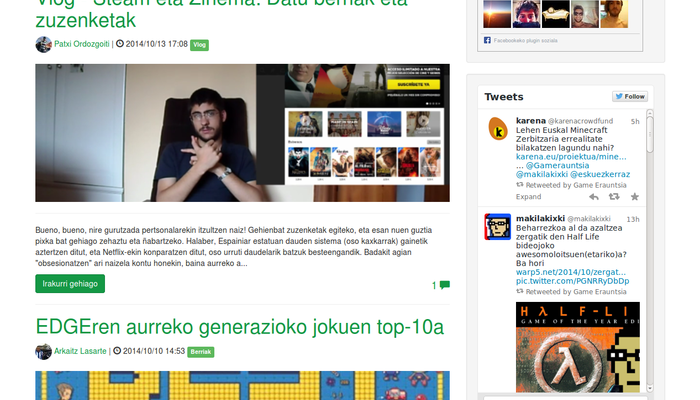 Vlog - Steam eta Zinema: Datu berriak eta
zuzenketak
Patxi Ordozgoiti | 2014/10/13 17:08 Vlog
SUSCRÍBETE YA
Bueno, bueno, nire gurutzada pertsonalarekin itzultzen naiz! Gehienbat zuzenketak egiteko, eta esan nuen guztia
pixka bat gehiago zehaztu eta ñabartzeko. Halaber, Espainiar estatuan dauden sistema (oso kaxkarrak) gainetik
aztertzen ditut, eta Netflix-ekin konparatzen ditut, oso urruti daudelarik batzuk besteengandik. Badakit agian
"obsesionatzen" ari naizela kontu honekin, baina aurreko a...
Irakurri gehiago
1
EDGEren aurreko generazioko jokuen top-10a
Arkaitz Lasarte | 2014/10/10 14:53 Berriak
Facebookeko plugin soziala
Tweets
Follow
karena @karenacrowdfund 5h
Lehen Euskal Minecraft
Zerbitzaria errealitate
bilakatzen lagundu nahi?
karena.eu/proiektua/mine...
... @Gamerauntsia
@makilakixki @eskuezkerraz
Retweeted by Game Erauntsia
Expand
makilakixki @makilakixki 13h
Beharrezkoa al da azaltzea
zergatik den Half Life
bideojoko
awesomoloitsuen(etariko)a?
Ba hori
warp5.net/2014/10/zergat...
pic.twitter.com/PGNRRyDbDp
Retweeted by Game Erauntsia
HλLF-LI
GAME OF THE YEAR EDI